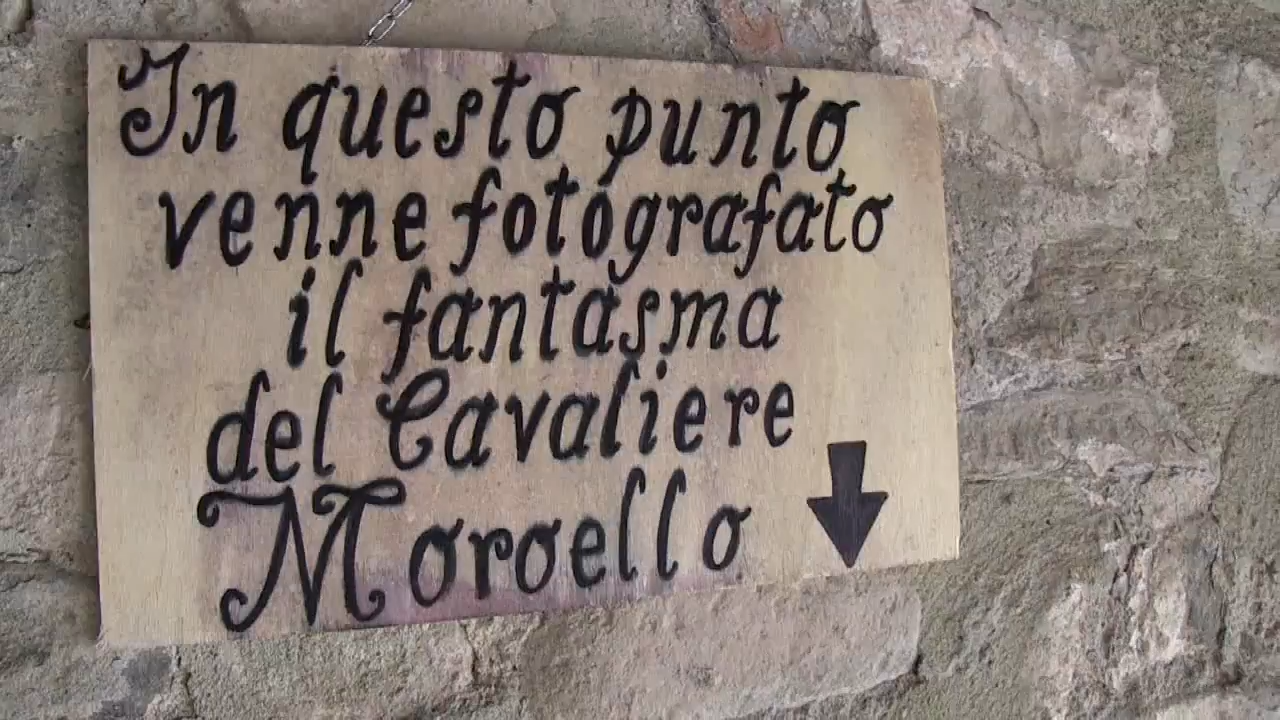 In questo punto
venne fotografato
il fantasma
del Cavaliere
Moroello